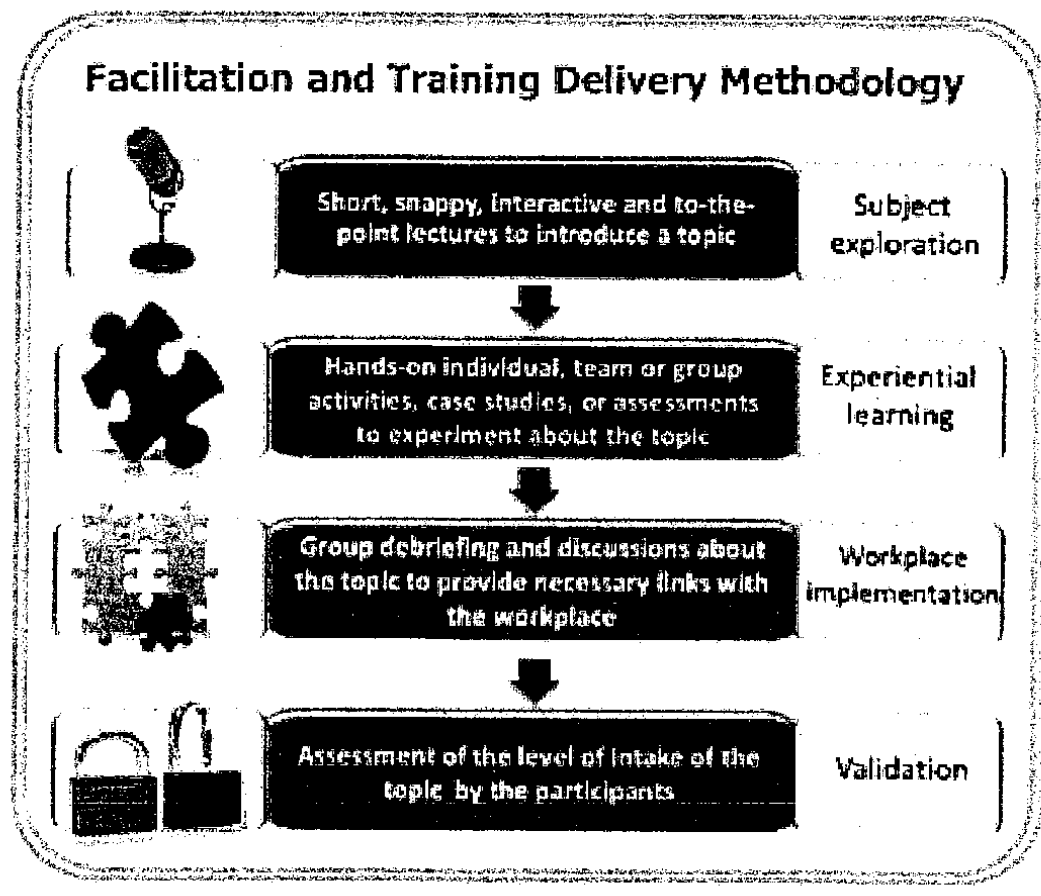 Facilitation and Training Delivery Methodology
Short, snappy, Interactive and to-the-
point lectures to introduce a topic
Subject
exploration
Hands-on individual, team or group
activities, case studies, or assessments
to experiment about the topic
Experiential
learning
Group debriefing and discussions about
the topic to provide necessary links with
the workplace
Workplace
implementation
Assessment of the level of intake of the
topic by the participants
Validation